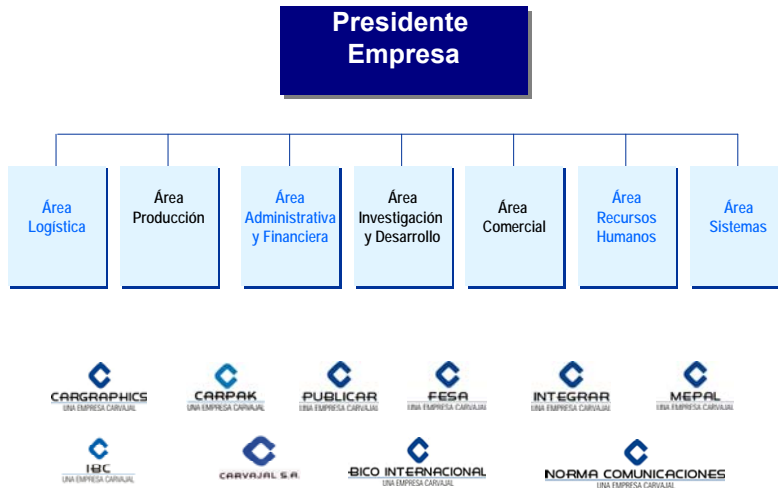 Presidente
Empresa
Área
Logística
Área
Producción
Área
Administrativa
y Financiera
Área
Investigación
y Desarrollo
Área
Comercial
Área
Recursos
Humanos
Área
Sistemas
CARGRAPHICS
UNA EMPRESA CARVAJAL
CARPAK
UNA EMPRESA CARVAJAL
PUBLICAR
UNA EMPRESA CARVAJAL
FESA
UNA EMPRESA CARVAJAL
INTEGRAR
UNA EMPRESA CARVAJAL
MEPAL
UNA EMPRESA CARVAJAL
IBC
UNA EMPRESA CARVAJAL
CARVAJAL S.A.
BICO INTERNACIONAL
UNA EMPRESA CARVAJAL
NORMA COMUNICACIONES
UNA EMPRESA CARVAJAL